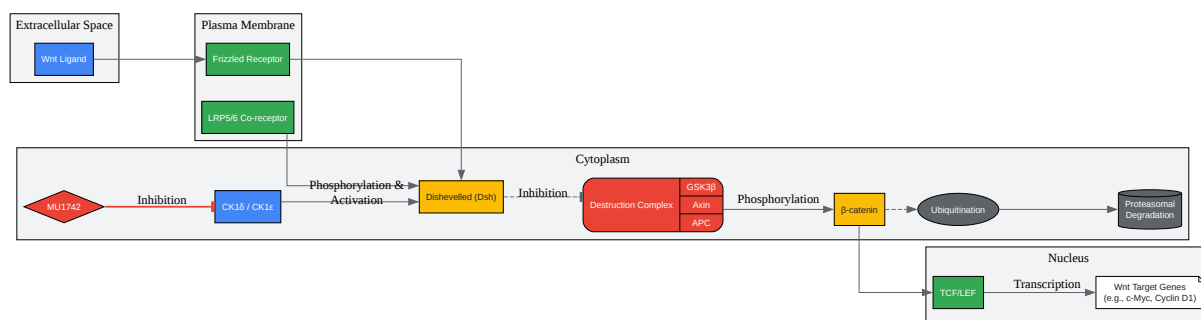 Extracellular Space
Plasma Membrane
Wnt Ligand
Frizzled Receptor
LRP5/6 Co-receptor
Cytoplasm
MU1742
Inhibition
CK1δ / CK1ε
Phosphorylation &
Activation
Dishevelled (Dsh)
Inhibition
Destruction Complex
GSK3β
Axin
APC
Phosphorylation
β-catenin
Ubiquitination
Proteasomal
Degradation
Nucleus
TCF/LEF
Transcription
Wnt Target Genes
(e.g., c-Myc, Cyclin D1)